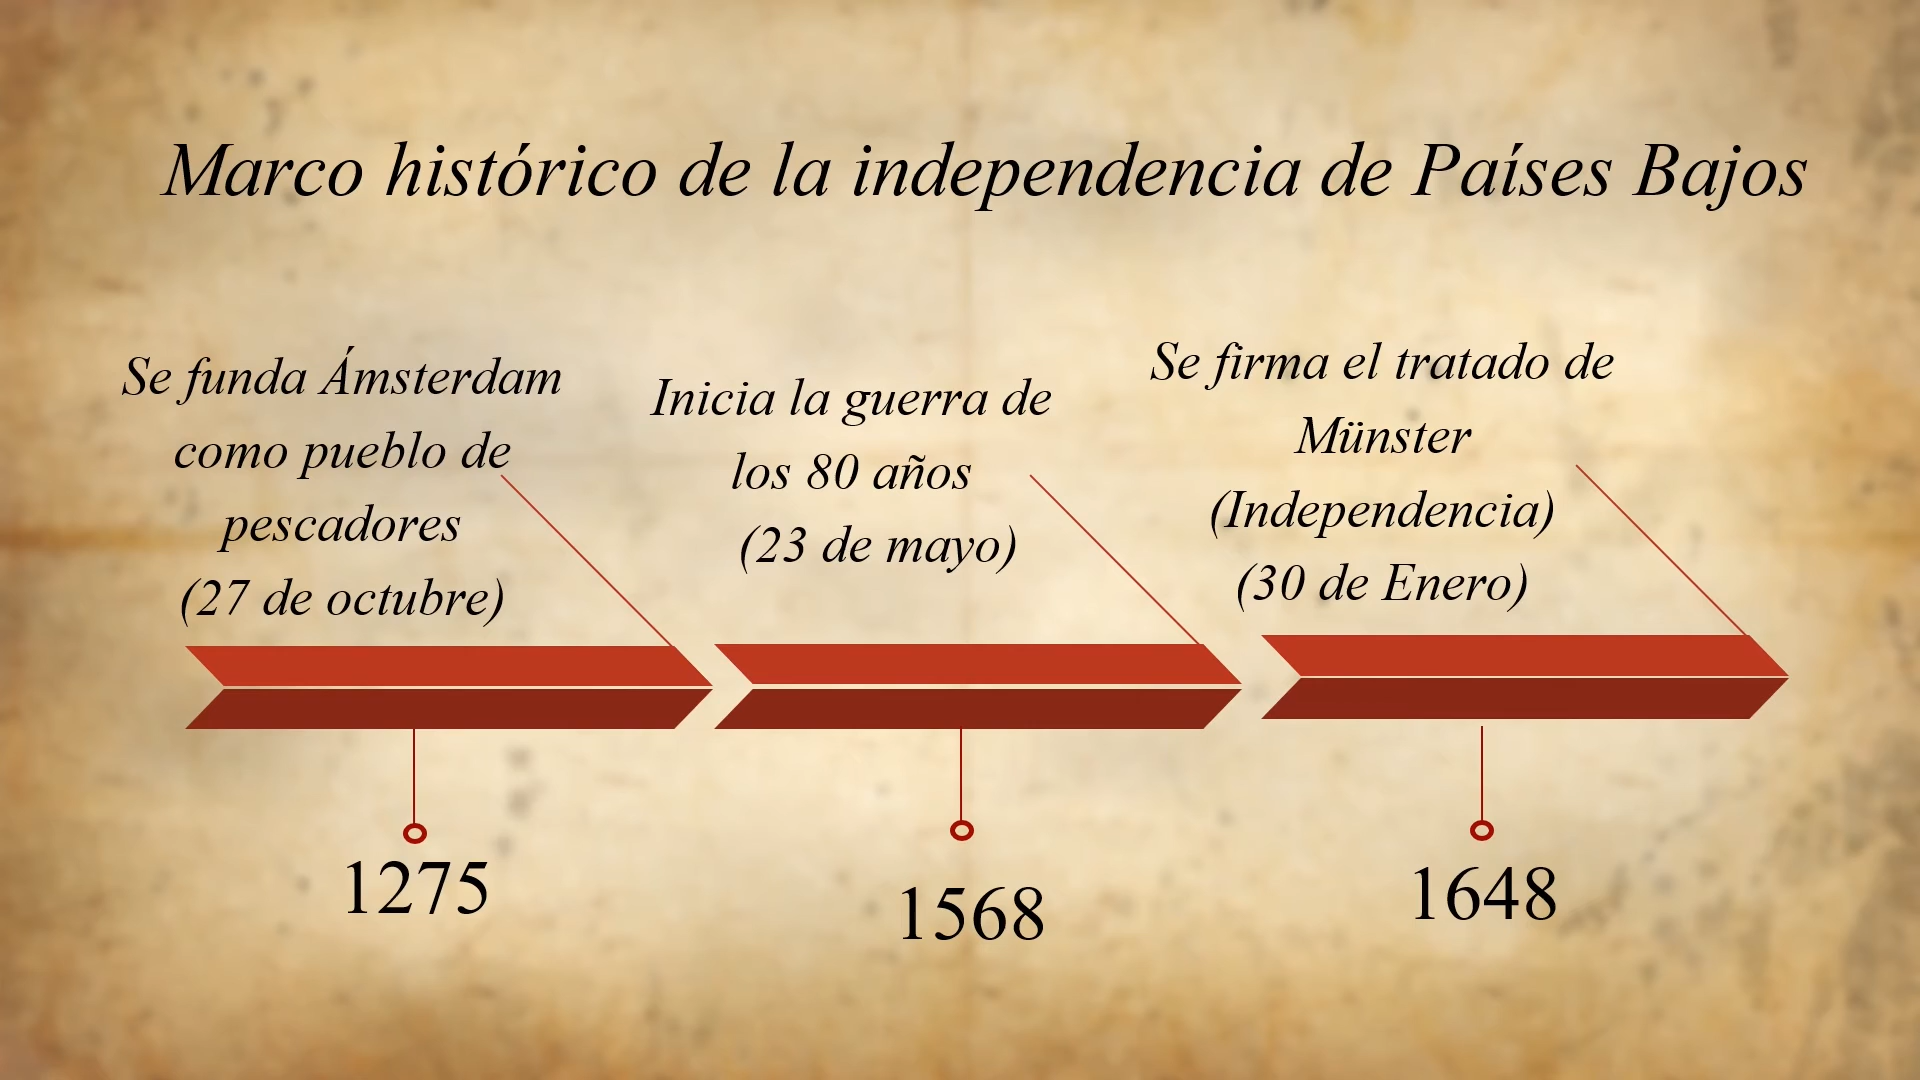 Marco histórico de la independencia de Países Bajos
Se funda Ámsterdam
como pueblo de
pescadores
(27 de octubre)
Inicia la guerra de
los 80 años
(23 de mayo)
Se firma el tratado de
Münster
(Independencia)
(30 de Enero)
1275
1568
1648